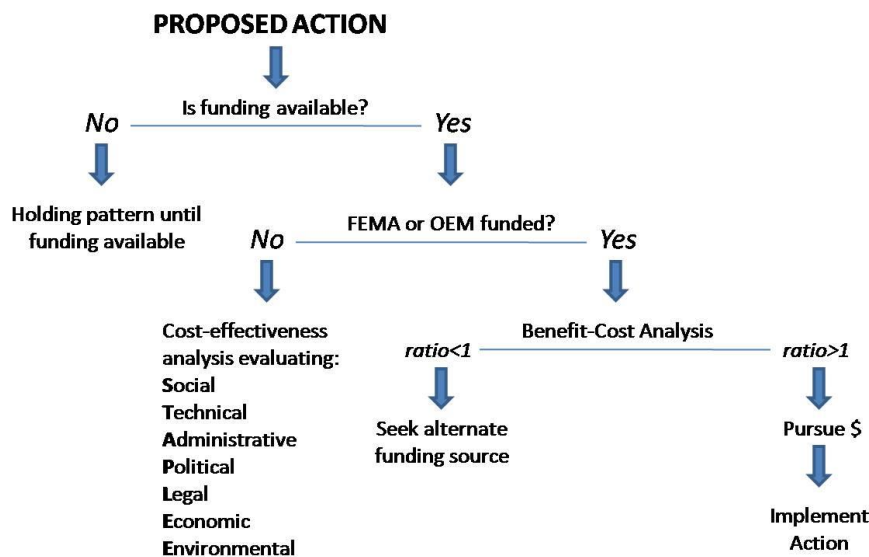 PROPOSED ACTION
Is funding available?
No
Yes
Holding pattern until
funding available
FEMA or OEM funded?
No
Yes
Cost-effectiveness
analysis evaluating:
Social
Technical
Administrative
Political
Legal
Economic
Environmental
Benefit-Cost Analysis
ratio<1
ratio>1
Seek alternate
funding source
Pursue $
Implement
Action